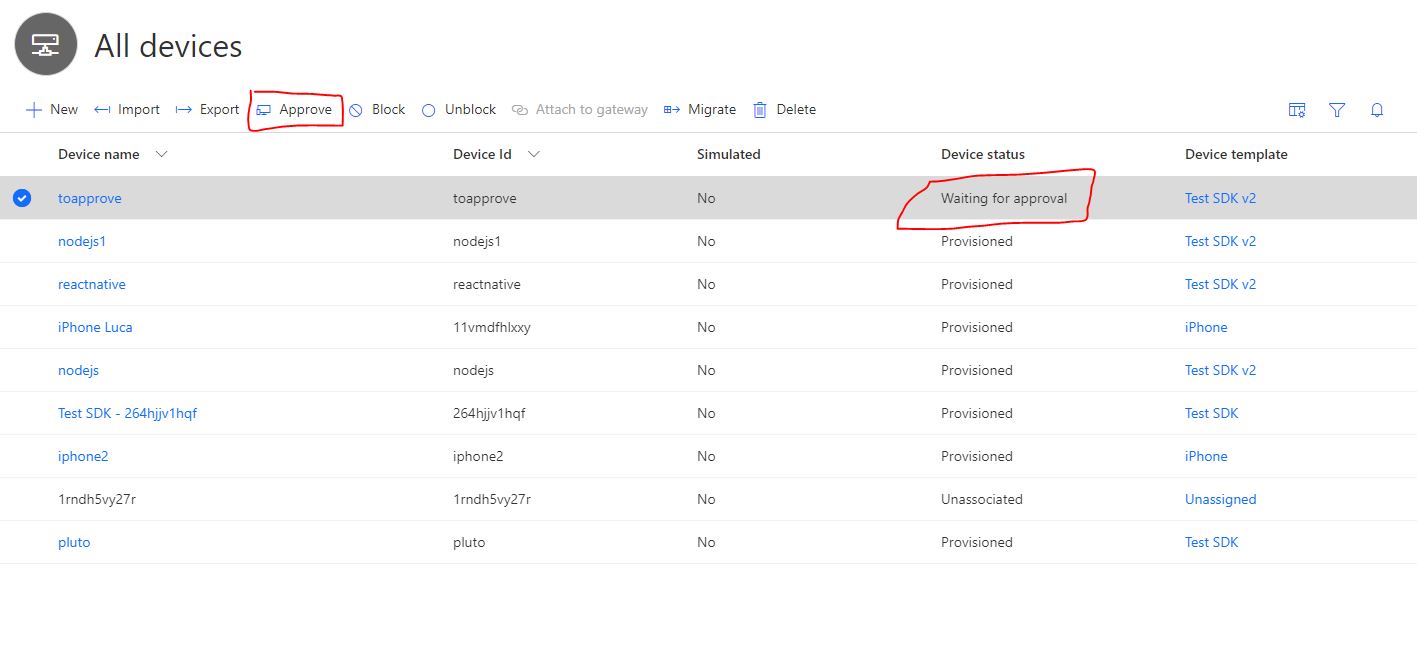 All devices
New Import Export Approve Block Unblock Attach to gateway Migrate Delete
Device name Device Id Simulated Device status Device template
toapprove toapprove No Waiting for approval Test SDK v2
nodejs1 nodejs1 No Provisioned Test SDK v2
reactnative reactnative No Provisioned Test SDK v2
iPhone Luca 11vmdfhlxxy No Provisioned iPhone
nodejs nodejs No Provisioned Test SDK v2
Test SDK - 264hjjv1hqf 264hjjv1hqf No Provisioned Test SDK
iphone2 iphone2 No Provisioned iPhone
1rndh5vy27r 1rndh5vy27r No Unassociated Unassigned
pluto pluto No Provisioned Test SDK